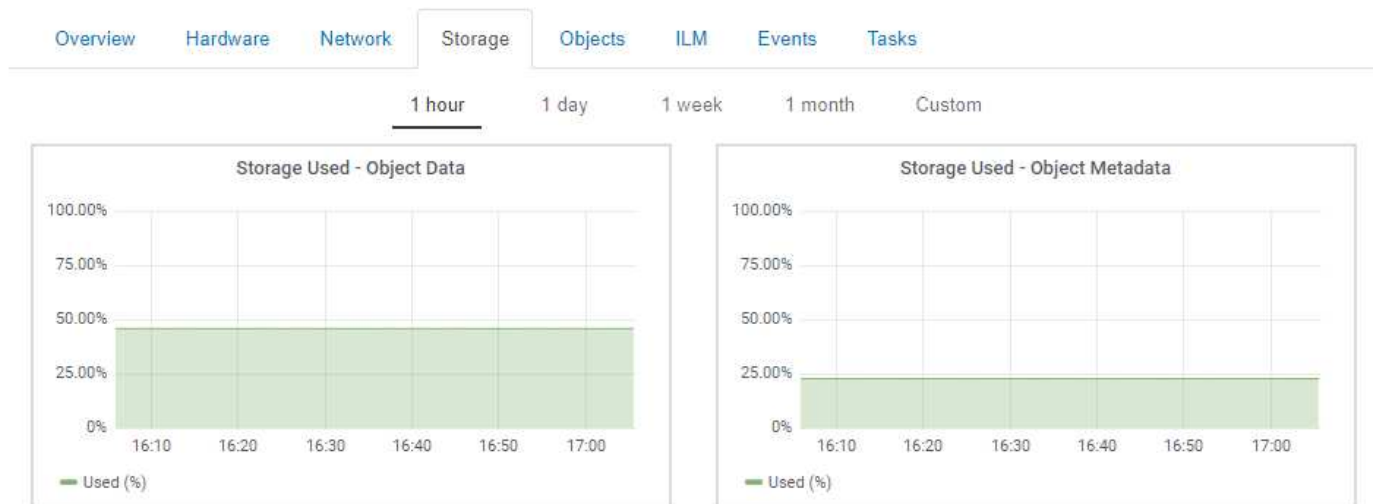 Overview Hardware Network Storage Objects ILM Events Tasks
1 hour 1 day 1 week 1 month Custom
Storage Used - Object Data
100.00%
75.00%
50.00%
25.00%
0%
16:10 16:20 16:30 16:40 16:50 17:00
Used (%)
Storage Used - Object Metadata
100.00%
75.00%
50.00%
25.00%
0%
16:10 16:20 16:30 16:40 16:50 17:00
Used (%)